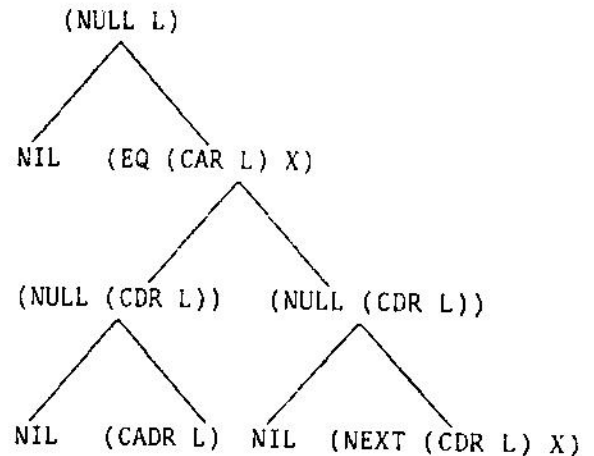 (NULL L)
NIL (EQ (CAR L) X)
(NULL (CDR L)) (NULL (CDR L))
NIL (CADR L) NIL (NEXT (CDR L) X)